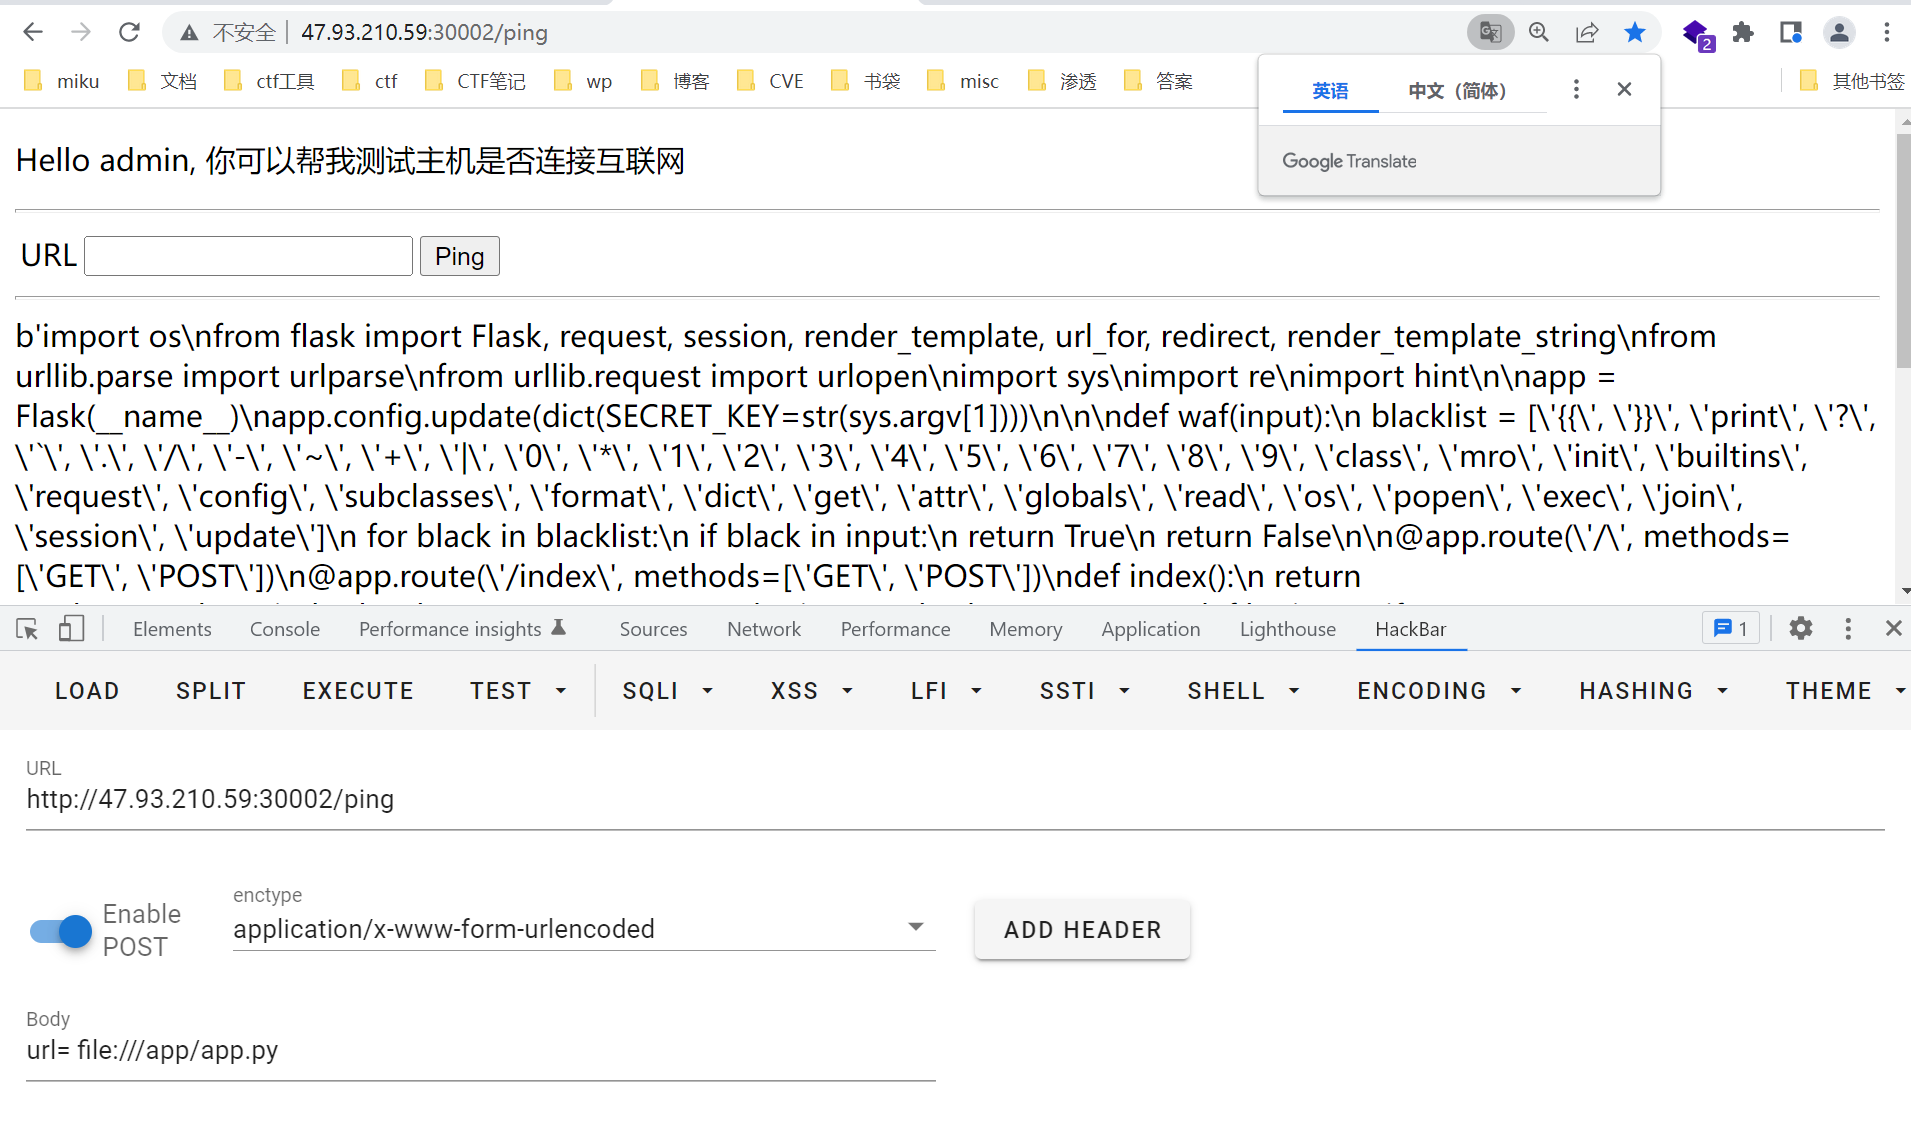 不安全 47.93.210.59:30002/ping
2
miku 文档 ctf工具 ctf CTF笔记 wp 博客 CVE 书袋 misc 渗透 答案 其他书签
英语 中文（简体）
Google Translate
Hello admin, 你可以帮我测试主机是否连接互联网
URL Ping
b'import os\nfrom flask import Flask, request, session, render_template, url_for, redirect, render_template_string\nfrom
urllib.parse import urlparse\nfrom urllib.request import urlopen\nimport sys\nimport re\nimport hint\n\napp =
Flask(__name__)\napp.config.update(dict(SECRET_KEY=str(sys.argv[1])))\n\n\ndef waf(input):\n blacklist = [\'{{\', \'}}\', \'print\', \'?\',
\'`\', \'.\', \'/\', \'-\', \'~\', \'+\', \'|\', \'0\', \'*\', \'1\', \'2\', \'3\', \'4\', \'5\', \'6\', \'7\', \'8\', \'9\', \'class\', \'mro\', \'init\', \'builtins\',
\'request\', \'config\', \'subclasses\', \'format\', \'dict\', \'get\', \'attr\', \'globals\', \'read\', \'os\', \'popen\', \'exec\', \'join\',
\'session\', \'update\']\n for black in blacklist:\n if black in input:\n return True\n return False\n\n@app.route(\'/\', methods=
[\'GET\', \'POST\'])\n@app.route(\'/index\', methods=[\'GET\', \'POST\'])\ndef index():\n return
Elements Console Performance insights Sources Network Performance Memory Application Lighthouse HackBar 1
LOAD SPLIT EXECUTE TEST SQLI XSS LFI SSTI SHELL ENCODING HASHING THEME
URL
http://47.93.210.59:30002/ping
Enable
POST
enctype
application/x-www-form-urlencoded
ADD HEADER
Body
url= file:///app/app.py